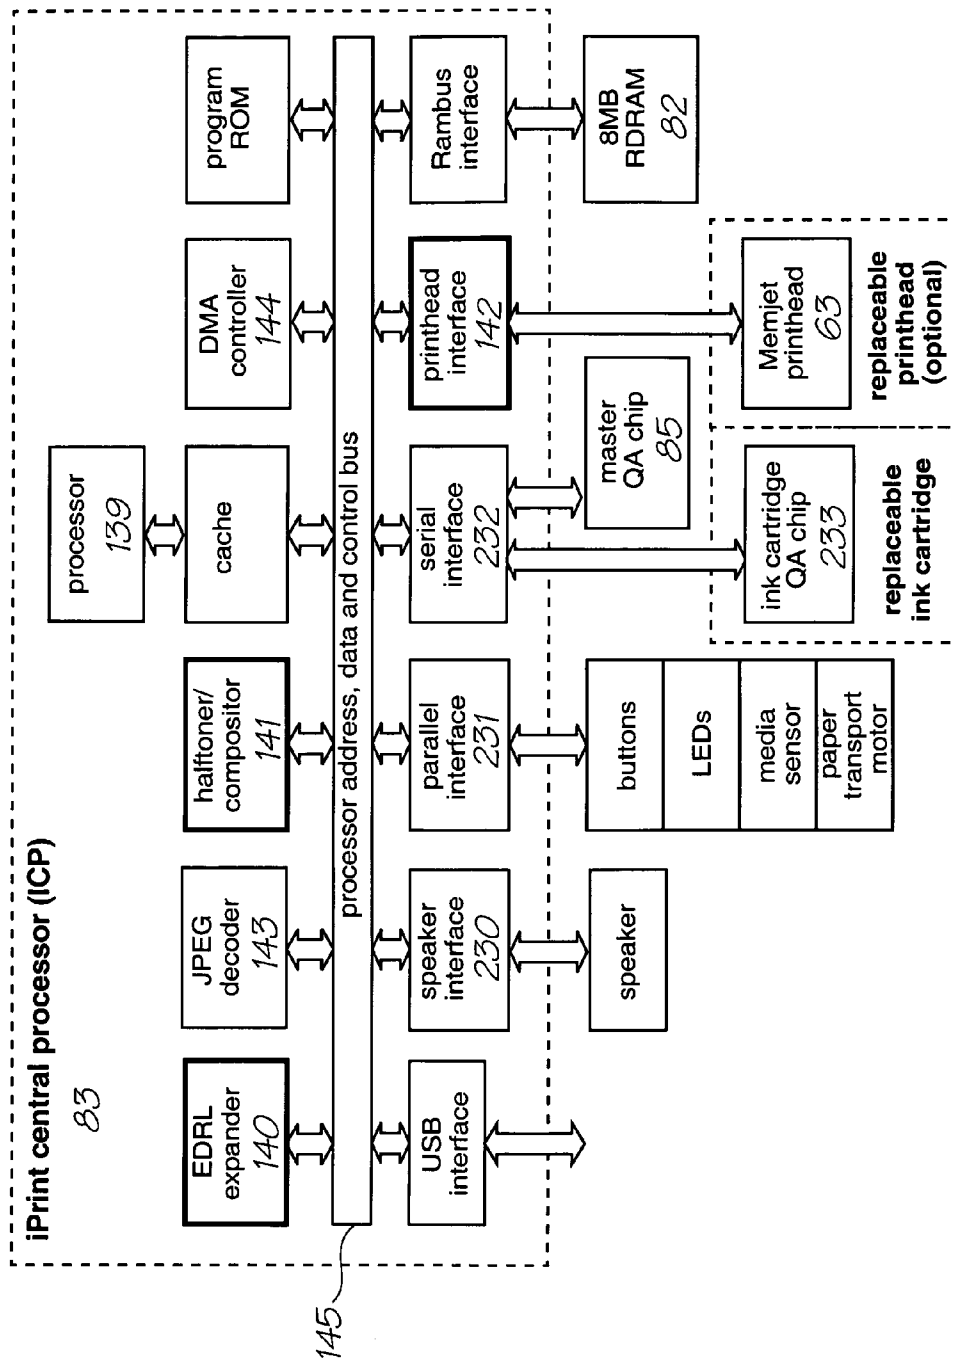 iPrint central processor (ICP)
83
processor
139
EDRL
expander
140
JPEG
decoder
143
halftoner/
compositor
141
cache
DMA
controller
144
program
ROM
145
processor address, data and control bus
USB
interface
speaker
interface
230
parallel
interface
231
serial
interface
232
printhead
interface
142
Rambus
interface
speaker
buttons
LEDs
media
sensor
paper
transport
motor
master
QA chip
85
8MB
RDRAM
82
ink cartridge
QA chip
233
replaceable
ink cartridge
Memjet
printhead
63
replaceable
printhead
(optional)